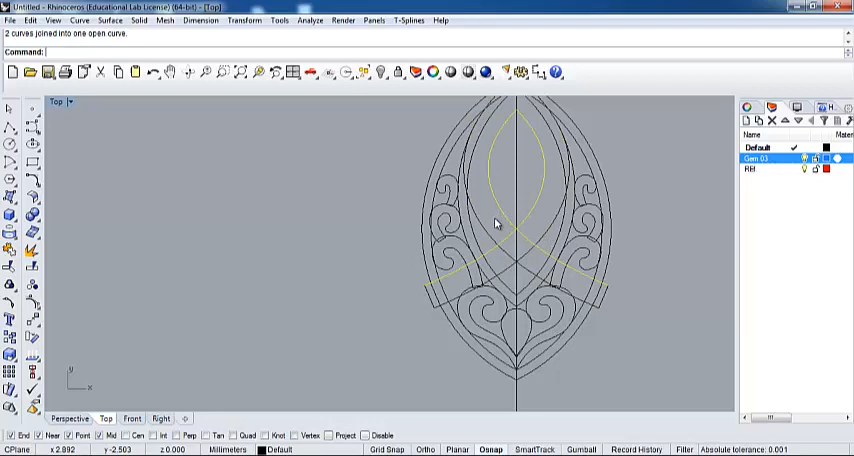 Untitled - Rhinoceros (Educational Lab License) (64-bit) - [Top]
File Edit View Curve Surface Solid Mesh Dimension Transform Tools Analyze Render Panels T-Splines Help
2 curves joined into one open curve.
Command:
Top
Name Mater
Default
Gem 03
y
x
Perspective Top Front Right
End Near Point Mid Cen Int Perp Tan Quad Knot Vertex Project Disable
CPlane x 2.892 y -2.503 z 0.000 Millimeters Default Grid Snap Ortho Planar Osnap SmartTrack Gumball Record History Filter Absolute tolerance: 0.001